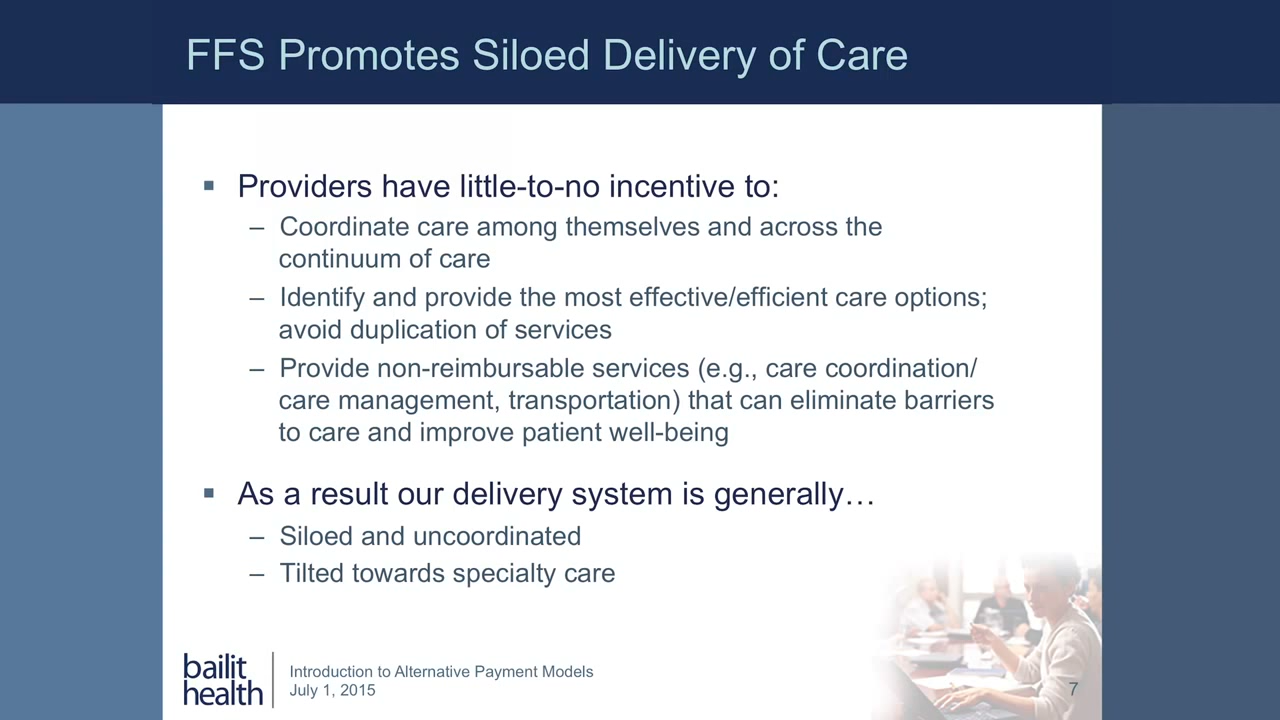 FFS Promotes Siloed Delivery of Care
▪ Providers have little-to-no incentive to:
– Coordinate care among themselves and across the
continuum of care
– Identify and provide the most effective/efficient care options;
avoid duplication of services
– Provide non-reimbursable services (e.g., care coordination/
care management, transportation) that can eliminate barriers
to care and improve patient well-being
▪ As a result our delivery system is generally…
– Siloed and uncoordinated
– Tilted towards specialty care
bailit
health
Introduction to Alternative Payment Models
July 1, 2015
7